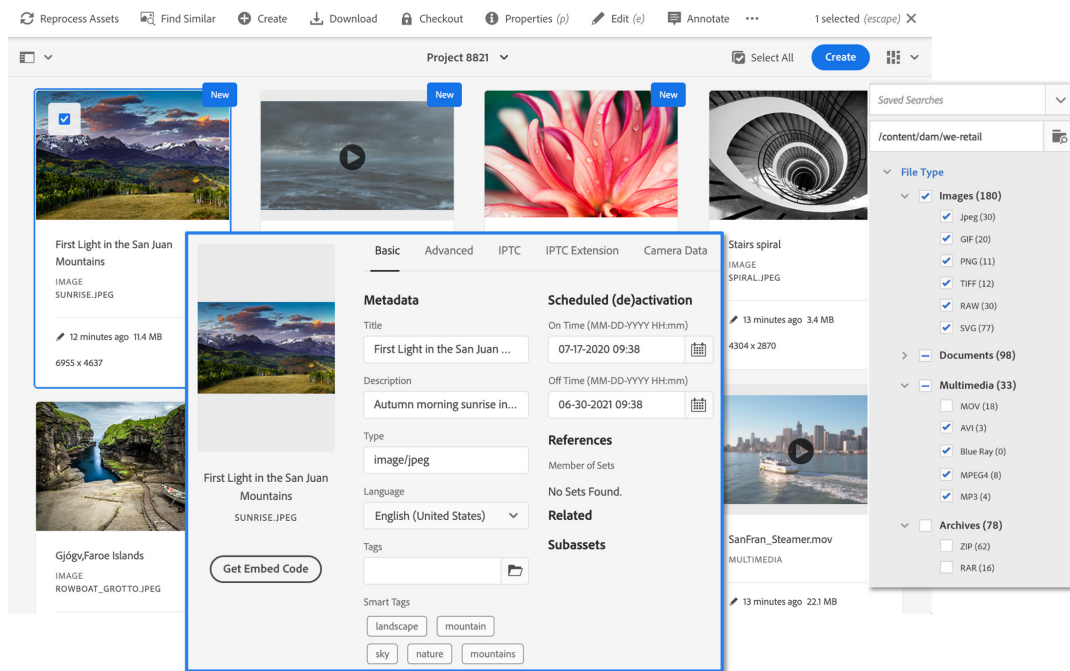 Reprocess Assets Find Similar Create Download Checkout Properties (p) Edit (e) Annotate ••• 1 selected (escape)
Project 8821 Select All Create
New
First Light in the San Juan
Mountains
IMAGE
SUNRISE.JPEG
12 minutes ago 11.4 MB
6955 x 4637
New
New
Stairs spiral
IMAGE
SPIRAL.JPEG
13 minutes ago 3.4 MB
4304 x 2870
Gjógv,Faroe Islands
IMAGE
ROWBOAT_GROTTO.JPEG
SanFran_Steamer.mov
MULTIMEDIA
13 minutes ago 22.1 MB
First Light in the San Juan
Mountains
SUNRISE.JPEG
Get Embed Code
Basic Advanced IPTC IPTC Extension Camera Data
Metadata
Title
First Light in the San Juan ...
Description
Autumn morning sunrise in...
Type
image/jpeg
Language
English (United States)
Tags
Smart Tags
landscape mountain
sky nature mountains
Scheduled (de)activation
On Time (MM-DD-YYYY HH:mm)
07-17-2020 09:38
Off Time (MM-DD-YYYY HH:mm)
06-30-2021 09:38
References
Member of Sets
No Sets Found.
Related
Subassets
Saved Searches
/content/dam/we-retail
File Type
Images (180)
Jpeg (30)
GIF (20)
PNG (11)
TIFF (12)
RAW (30)
SVG (77)
Documents (98)
Multimedia (33)
MOV (18)
AVI (3)
Blue Ray (0)
MPEG4 (8)
MP3 (4)
Archives (78)
ZIP (62)
RAR (16)